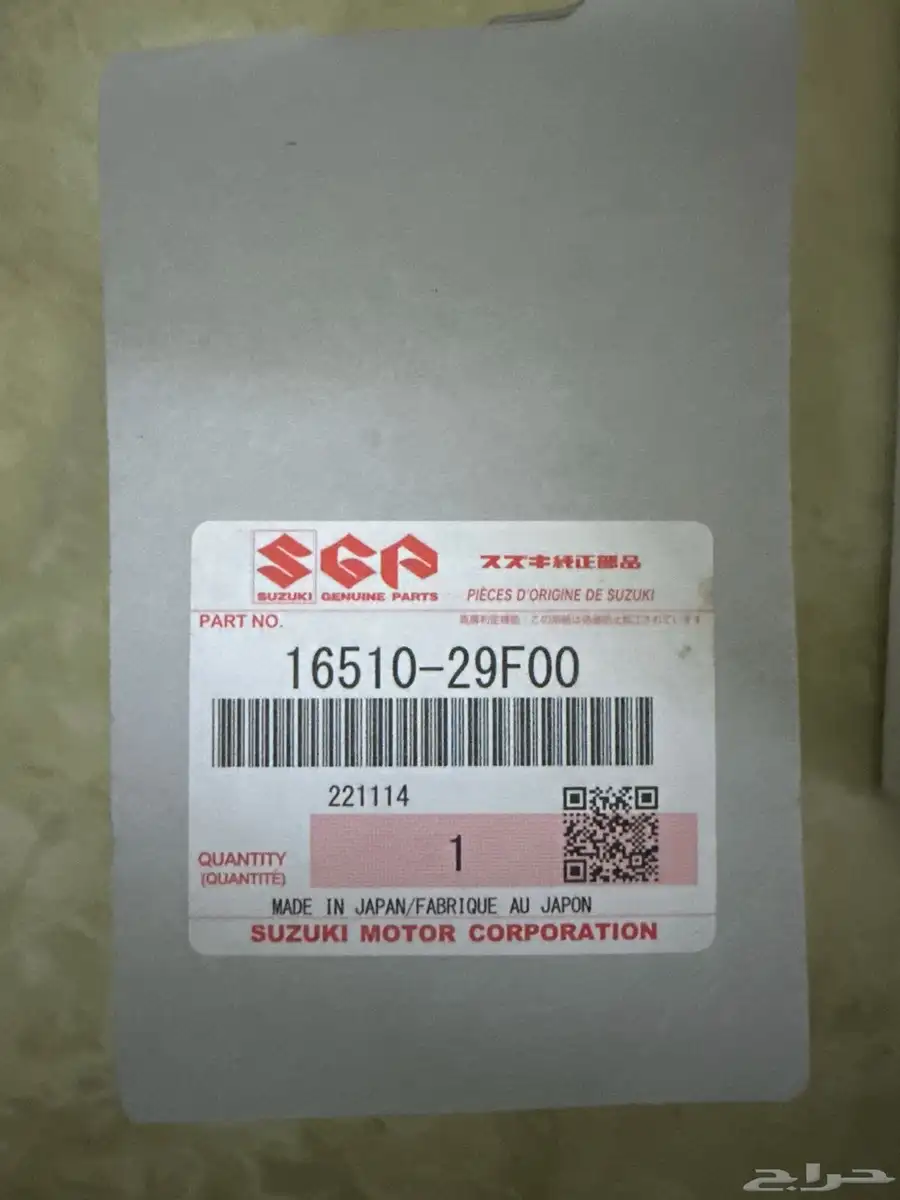 SUZUKI SGP GENUINE PARTS
スズキ純正部品
PIÈCES D'ORIGINE DE SUZUKI
PART NO.
16510-29F00
221114
QUANTITY
(QUANTITÉ)
1
MADE IN JAPAN/FABRIQUE AU JAPON
SUZUKI MOTOR CORPORATION
حراج